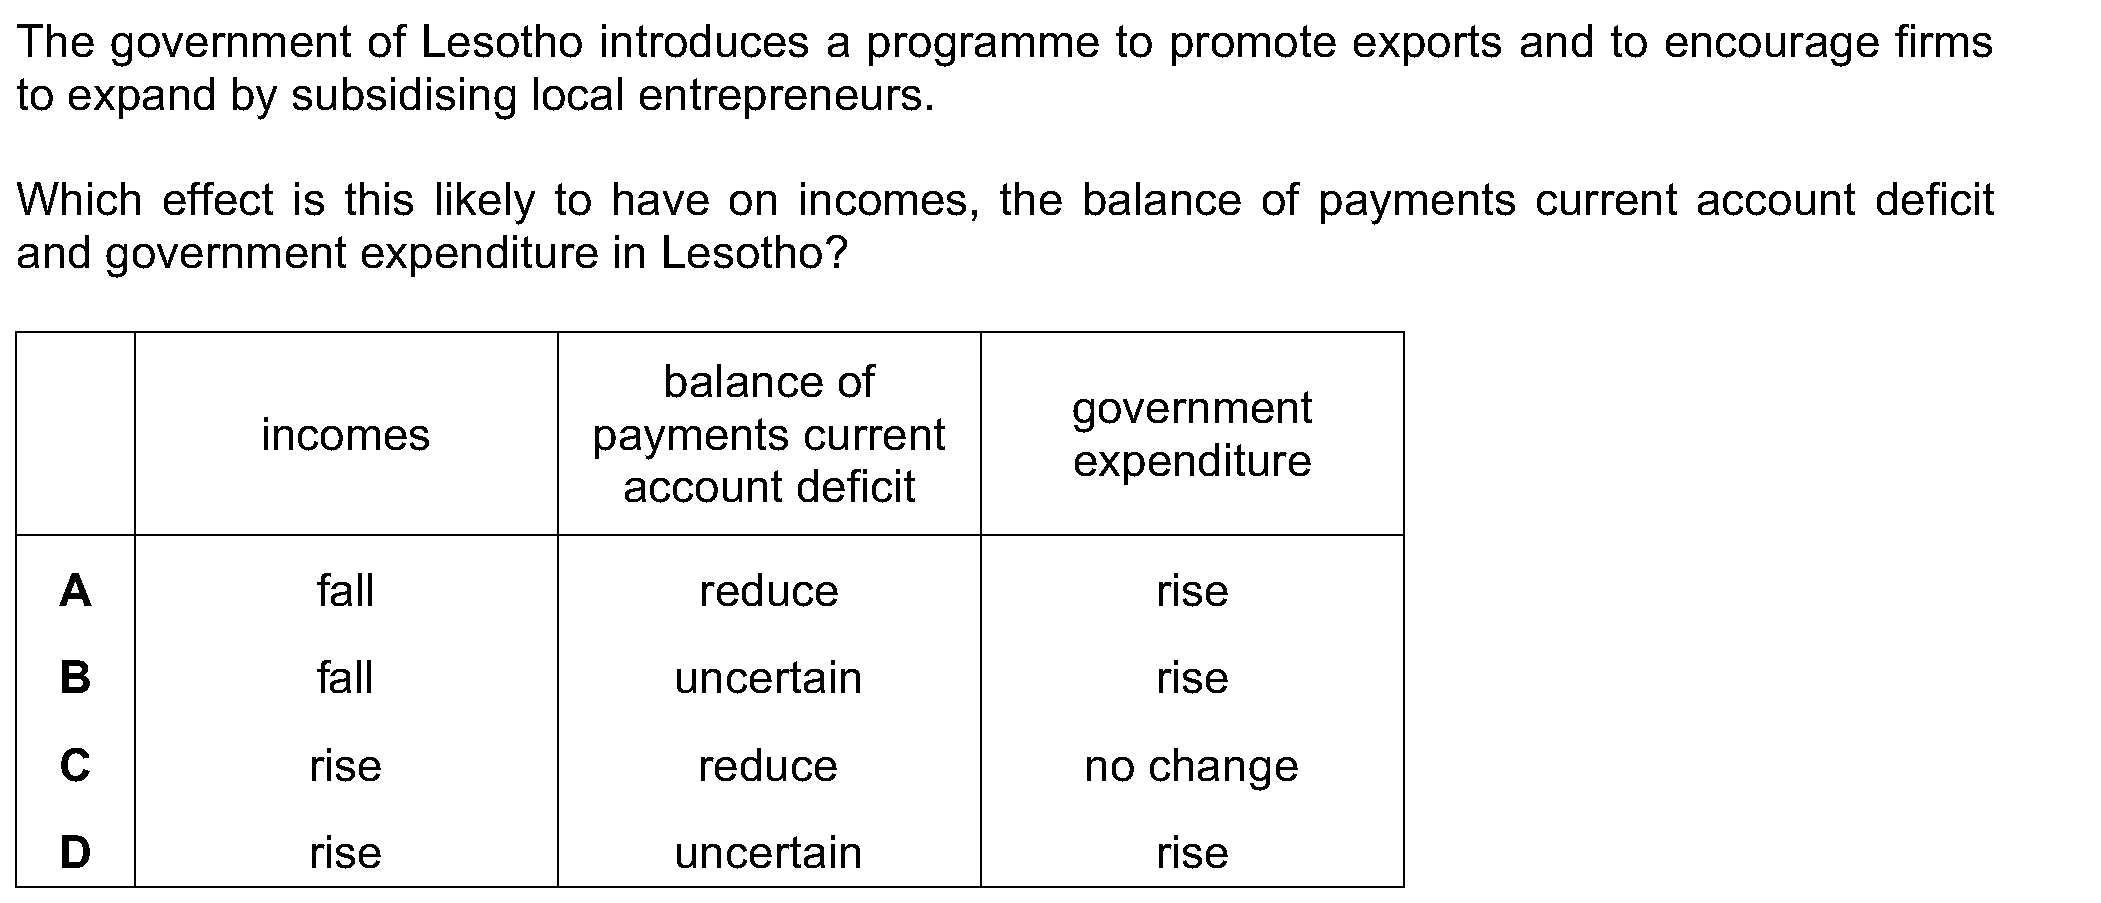 The government of Lesotho introduces a programme to promote exports and to encourage firms
to expand by subsidising local entrepreneurs.
Which effect is this likely to have on incomes, the balance of payments current account deficit
and government expenditure in Lesotho?
incomes
balance of
payments current
account deficit
government
expenditure
A fall reduce rise
B fall uncertain rise
C rise reduce no change
D rise uncertain rise